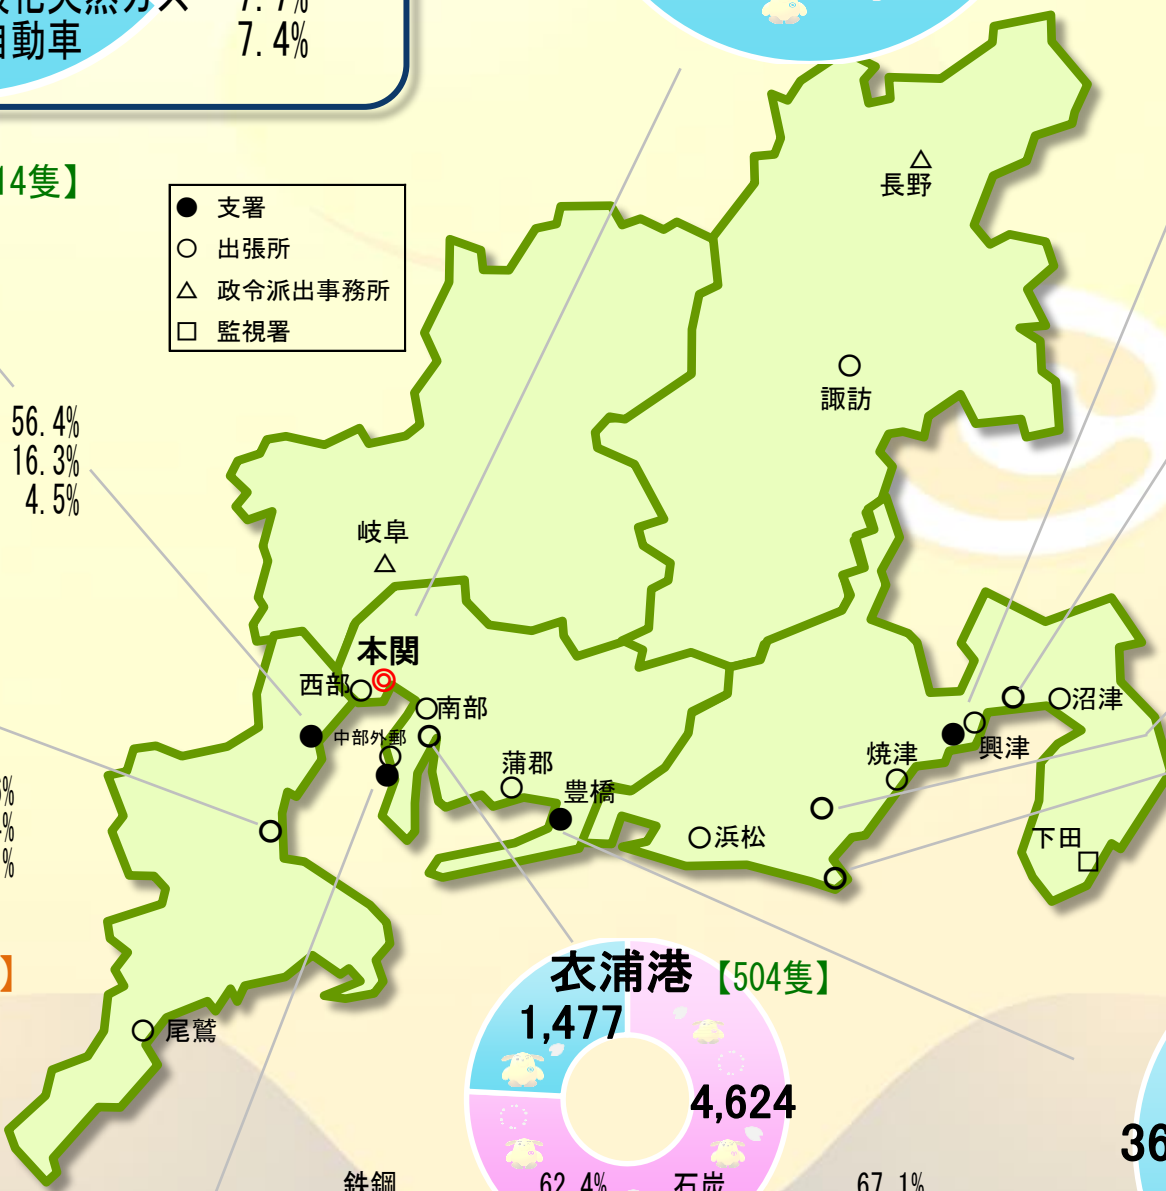 7.7%
自動車 7.4%
14隻】
● 支署
○ 出張所
△ 政令派出事務所
□ 監視署
長野
諏訪
56.4%
16.3%
4.5%
岐阜
本関
西部
南部
中部外郵
蒲郡
豊橋
浜松
焼津
興津
沼津
下田
尾鷲
%
%
%
】
衣浦港【504隻】
1,477
4,624
36
鉄鋼 62.4% 石炭 67.1%